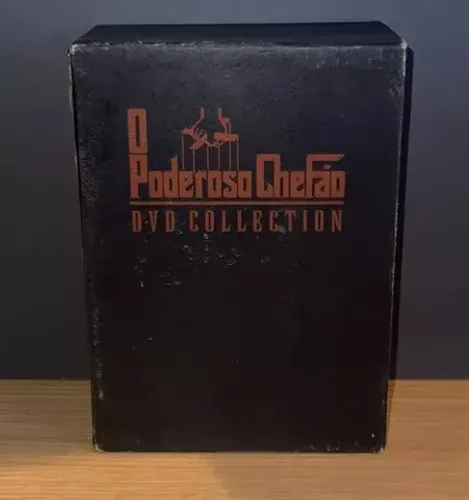 O
Poderoso Chefão
DVD COLLECTION